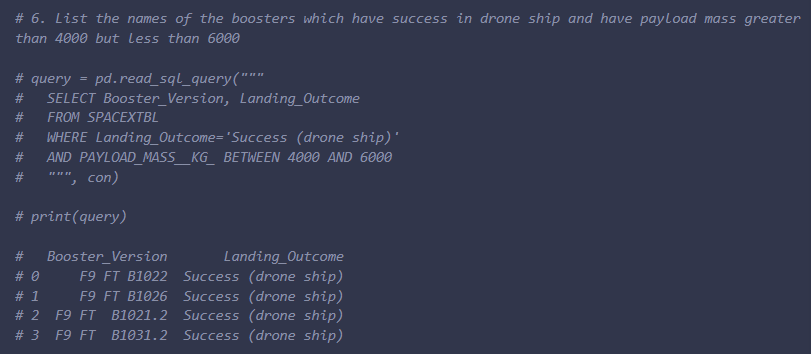 # 6. List the names of the boosters which have success in drone ship and have payload mass greater
than 4000 but less than 6000
# query = pd.read_sql_query("""
#   SELECT Booster_Version, Landing_Outcome
#   FROM SPACEXTBL
#   WHERE Landing_Outcome='Success (drone ship)'
#   AND PAYLOAD_MASS__KG_ BETWEEN 4000 AND 6000
#   """, con)
# print(query)
#   Booster_Version       Landing_Outcome
# 0     F9 FT B1022  Success (drone ship)
# 1     F9 FT B1026  Success (drone ship)
# 2  F9 FT  B1021.2  Success (drone ship)
# 3  F9 FT  B1031.2  Success (drone ship)